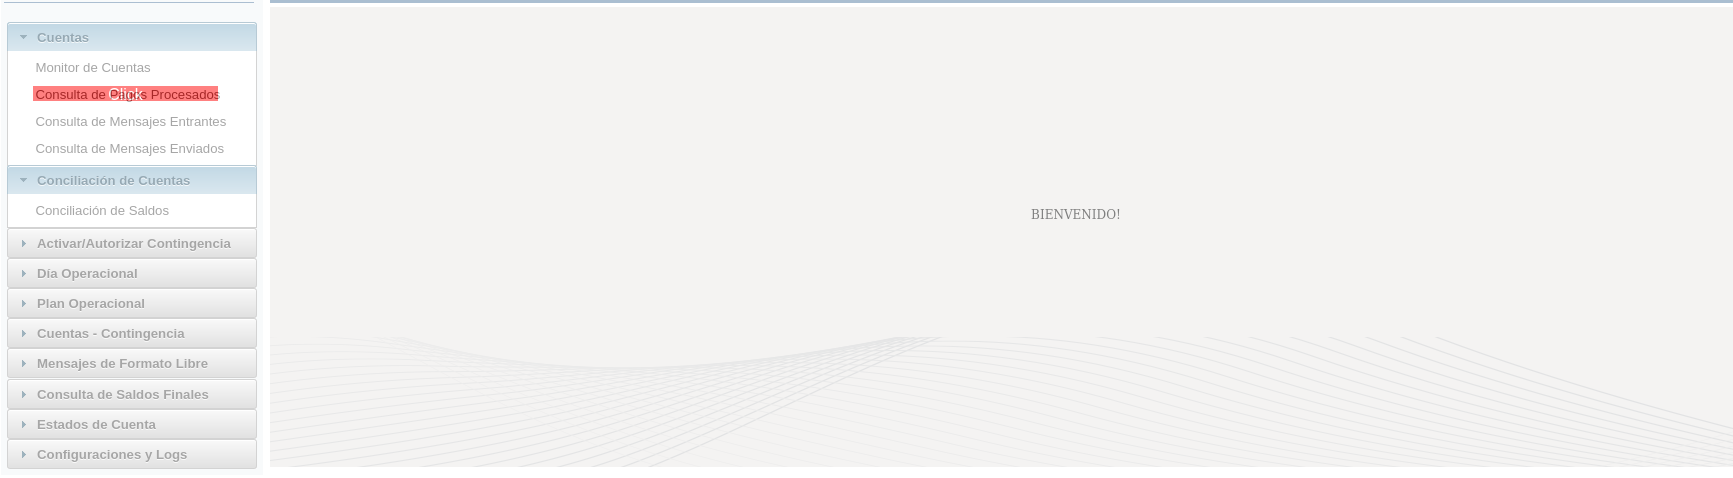 Cuentas
Monitor de Cuentas
Consulta de Pagos Procesados
Click
Consulta de Mensajes Entrantes
Consulta de Mensajes Enviados
Conciliación de Cuentas
Conciliación de Saldos
BIENVENIDO!
Activar/Autorizar Contingencia
Día Operacional
Plan Operacional
Cuentas - Contingencia
Mensajes de Formato Libre
Consulta de Saldos Finales
Estados de Cuenta
Configuraciones y Logs